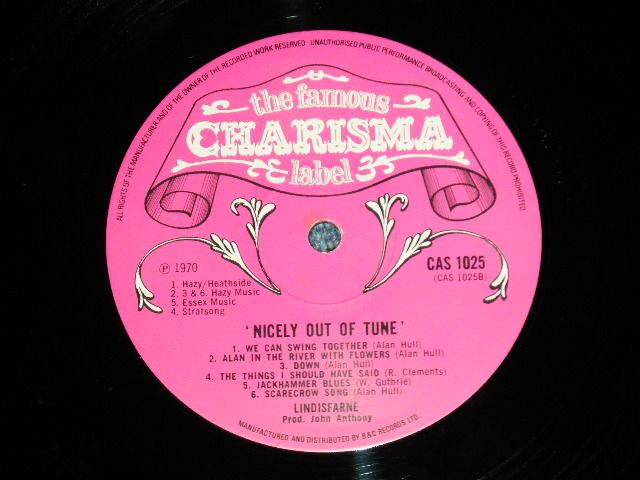 ALL RIGHTS OF THE MANUFACTURER AND OF THE OWNER OF THE RECORDED WORK RESERVED · UNAUTHORISED PUBLIC PERFORMANCE BROADCASTING AND COPYING OF THIS RECORD PROHIBITED
the famous
CHARISMA
label
Ⓟ 1970
1. Hazy/Heathside
2. 3 & 6. Hazy Music
5. Essex Music
4. Stratsong
CAS 1025
(CAS 1025B)
'NICELY OUT OF TUNE'
1. WE CAN SWING TOGETHER (Alan Hull)
2. ALAN IN THE RIVER WITH FLOWERS (Alan Hull)
3. DOWN (Alan Hull)
4. THE THINGS I SHOULD HAVE SAID (R. Clements)
5. JACKHAMMER BLUES (W. Guthrie)
6. SCARECROW SONG (Alan Hull)
LINDISFARNE
Prod. John Anthony
MANUFACTURED AND DISTRIBUTED BY B&C RECORDS LTD.